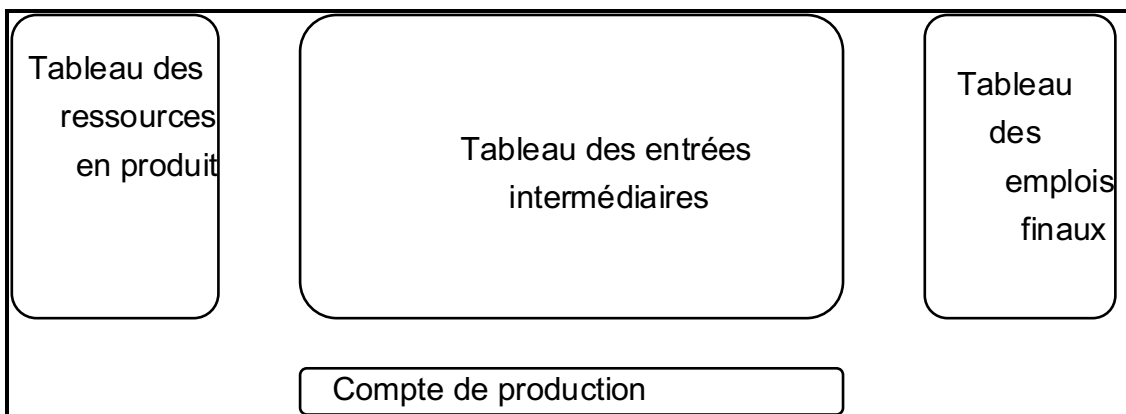 Tableau des
ressources
en produit
Tableau des entrées
intermédiaires
Tableau
des
emplois
finaux
Compte de production